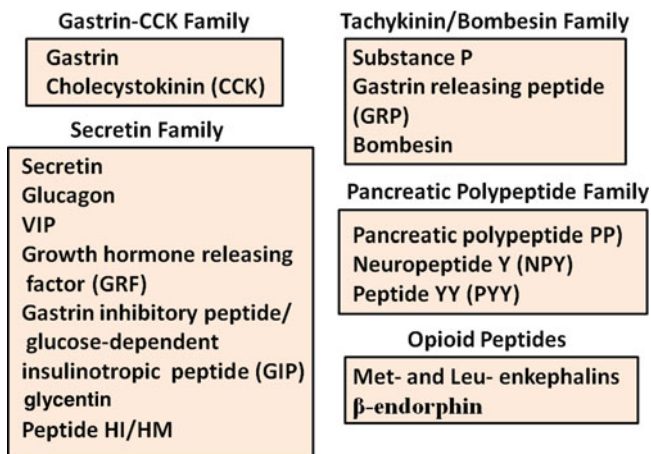 Gastrin-CCK Family
Gastrin
Cholecystokinin (CCK)
Secretin Family
Secretin
Glucagon
VIP
Growth hormone releasing
factor (GRF)
Gastrin inhibitory peptide/
glucose-dependent
insulinotropic peptide (GIP)
glycentin
Peptide HI/HM
Tachykinin/Bombesin Family
Substance P
Gastrin releasing peptide
(GRP)
Bombesin
Pancreatic Polypeptide Family
Pancreatic polypeptide PP)
Neuropeptide Y (NPY)
Peptide YY (PYY)
Opioid Peptides
Met- and Leu- enkephalins
β-endorphin